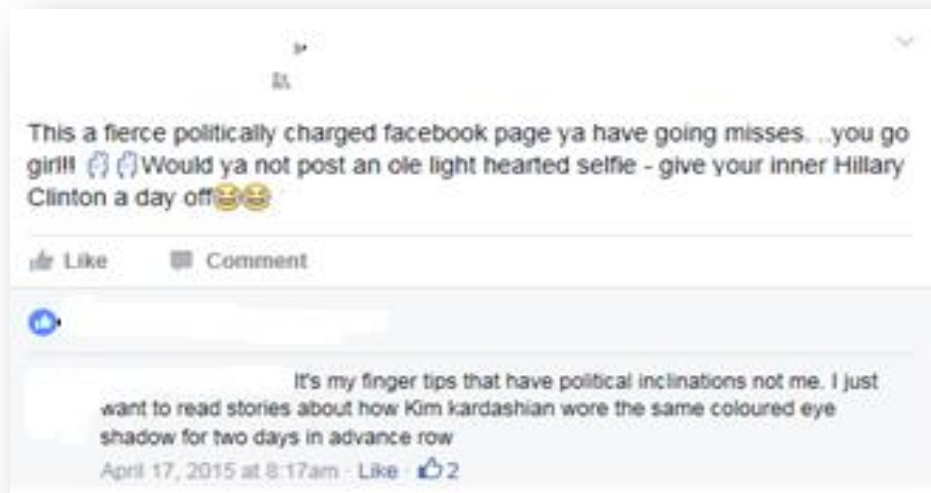 This a fierce politically charged facebook page ya have going misses. ..you go
girl!! Would ya not post an ole light hearted selfie - give your inner Hillary
Clinton a day off😆😆
Like Comment
It's my finger tips that have political inclinations not me. I just
want to read stories about how Kim kardashian wore the same coloured eye
shadow for two days in advance row
April 17, 2015 at 8:17am · Like · 2